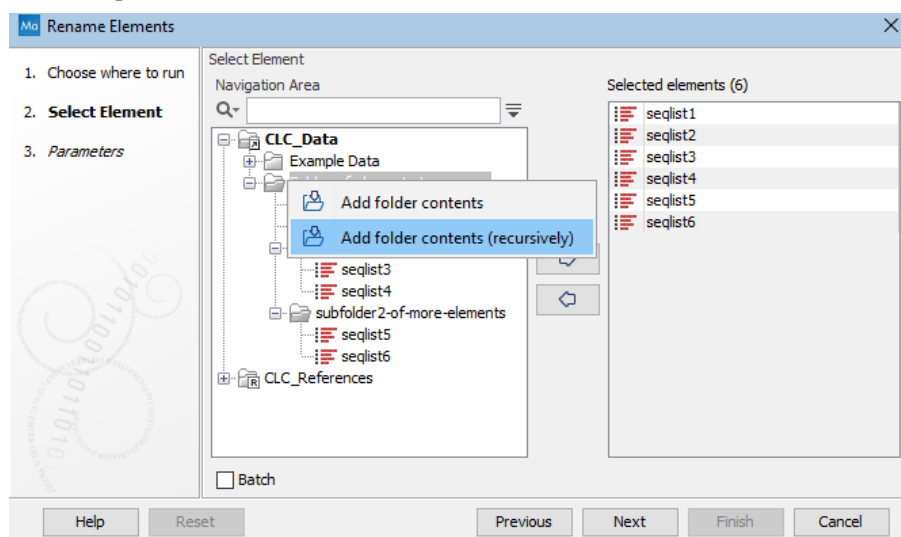 Ma Rename Elements
1. Choose where to run
2. Select Element
3. Parameters
Select Element
Navigation Area
CLC_Data
Example Data
Add folder contents
Add folder contents (recursively)
seqlist3
seqlist4
subfolder2-of-more-elements
seqlist5
seqlist6
R CLC_References
Batch
Selected elements (6)
seqlist1
seqlist2
seqlist3
seqlist4
seqlist5
seqlist6
Help
Reset
Previous
Next
Finish
Cancel